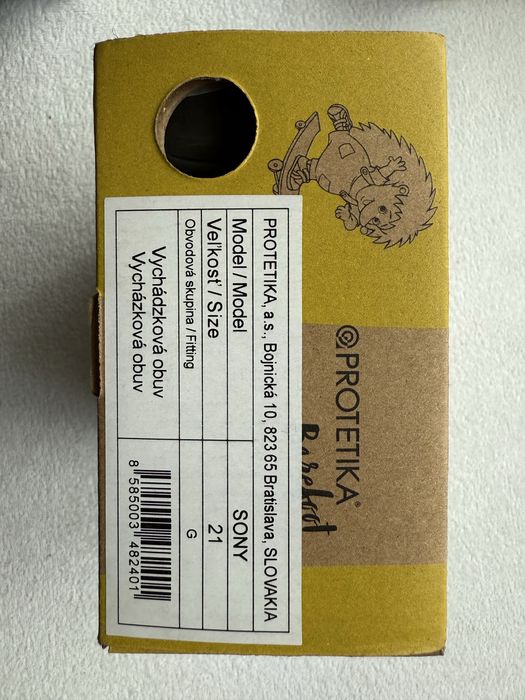 PROTETIKA®
Barefoot
PROTETIKA, a.s., Bojnická 10, 823 65 Bratislava, SLOVAKIA
Model / Model SONY
Veľkosť / Size 21
Obvodová skupina / Fitting G
Vychádzková obuv
Vycházková obuv
8 585003 482401